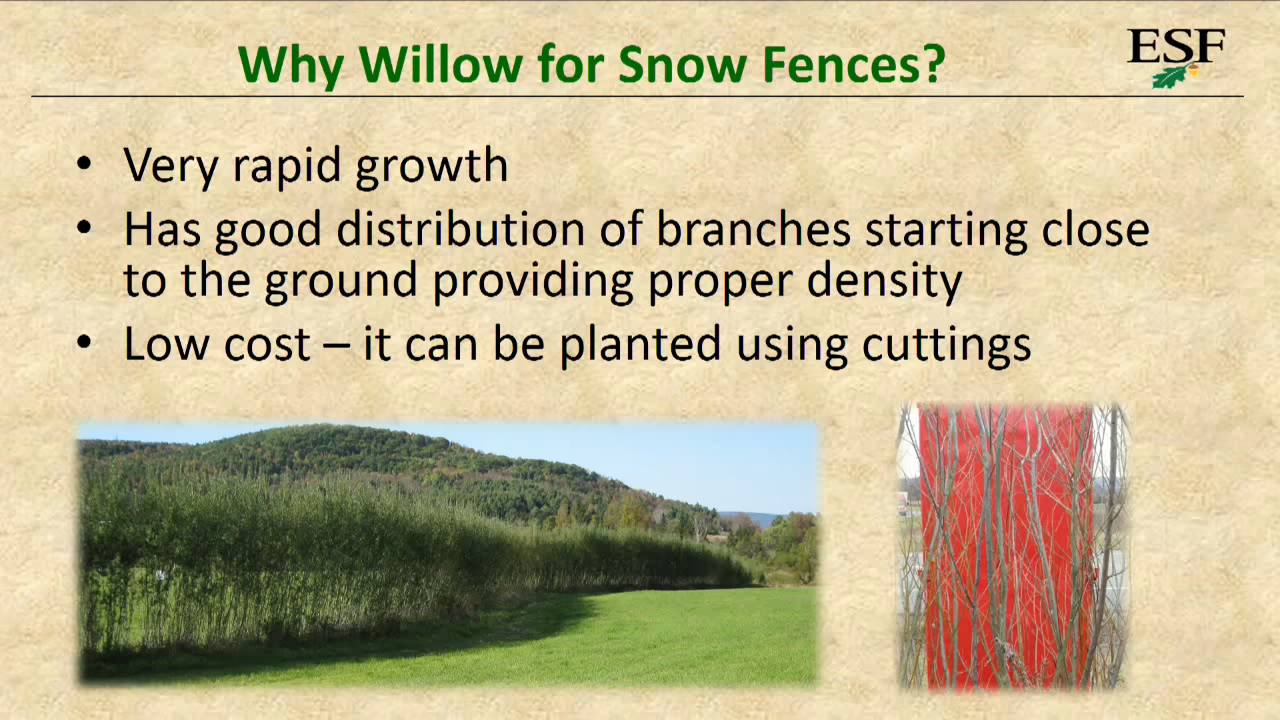 Why Willow for Snow Fences?
ESF
• Very rapid growth
• Has good distribution of branches starting close
to the ground providing proper density
• Low cost – it can be planted using cuttings